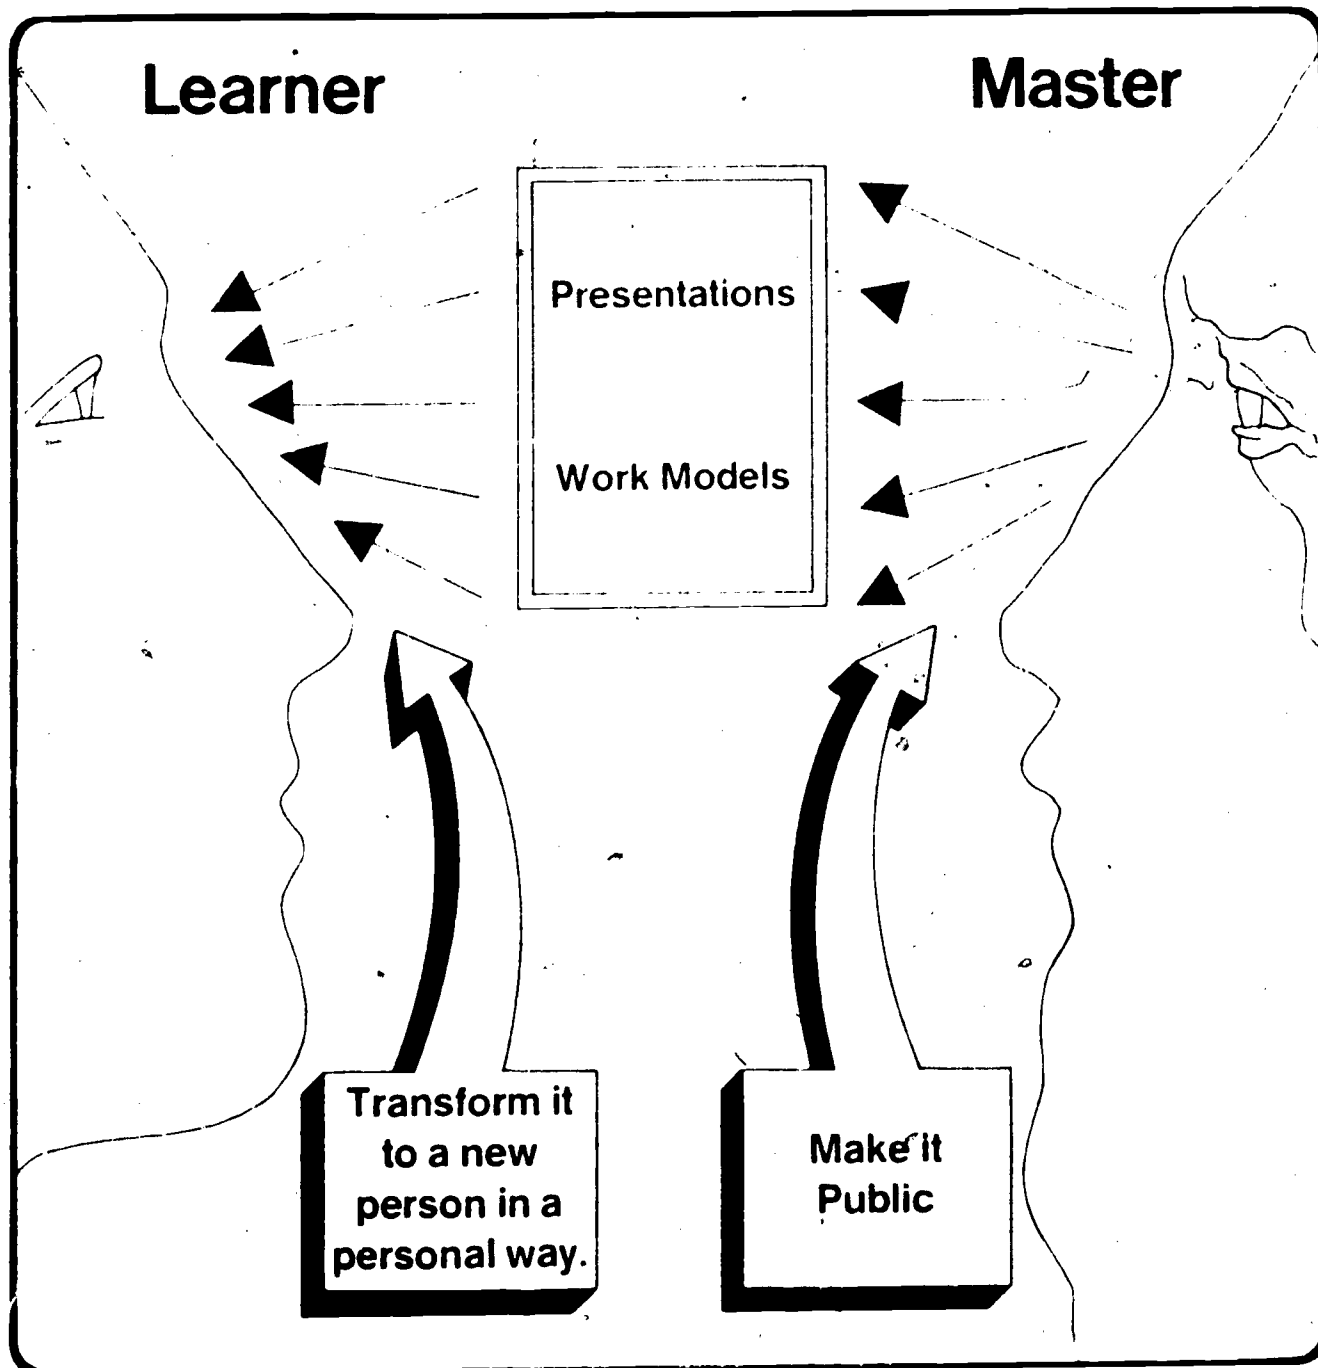 Learner
Master
Presentations
Work Models
Transform it
to a new
person in a
personal way.
Make it
Public